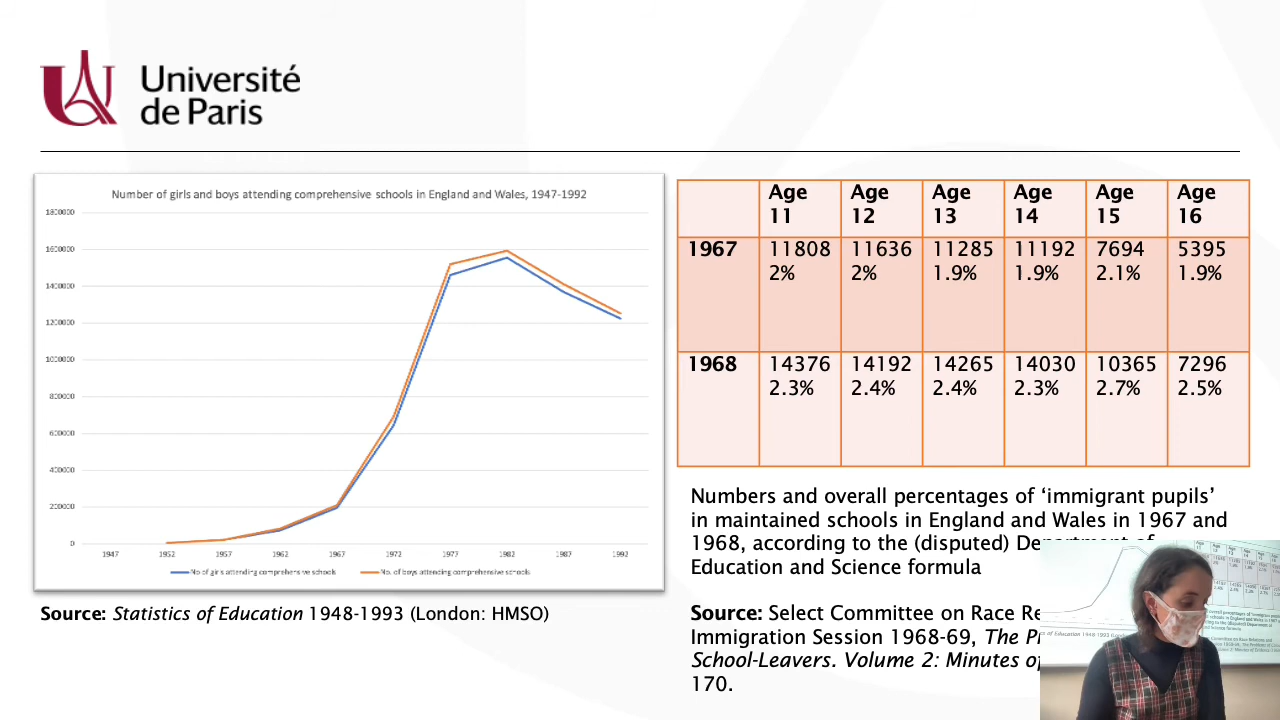 Université
de Paris
Number of girls and boys attending comprehensive schools in England and Wales, 1947-1992
1800000
1600000
1400000
1200000
1000000
800000
600000
400000
200000
0
1947 1952 1957 1962 1967 1972 1977 1982 1987 1992
No of girls attending comprehensive schools No. of boys attending comprehensive schools
Source: Statistics of Education 1948-1993 (London: HMSO)
Age Age Age Age Age Age
11 12 13 14 15 16
1967 11808 11636 11285 11192 7694 5395
2% 2% 1.9% 1.9% 2.1% 1.9%
1968 14376 14192 14265 14030 10365 7296
2.3% 2.4% 2.4% 2.3% 2.7% 2.5%
Numbers and overall percentages of ‘immigrant pupils’
in maintained schools in England and Wales in 1967 and
1968, according to the (disputed) Department of
Education and Science formula
Source: Select Committee on Race Re
Immigration Session 1968-69, The
School-Leavers. Volume 2: Minutes
170.